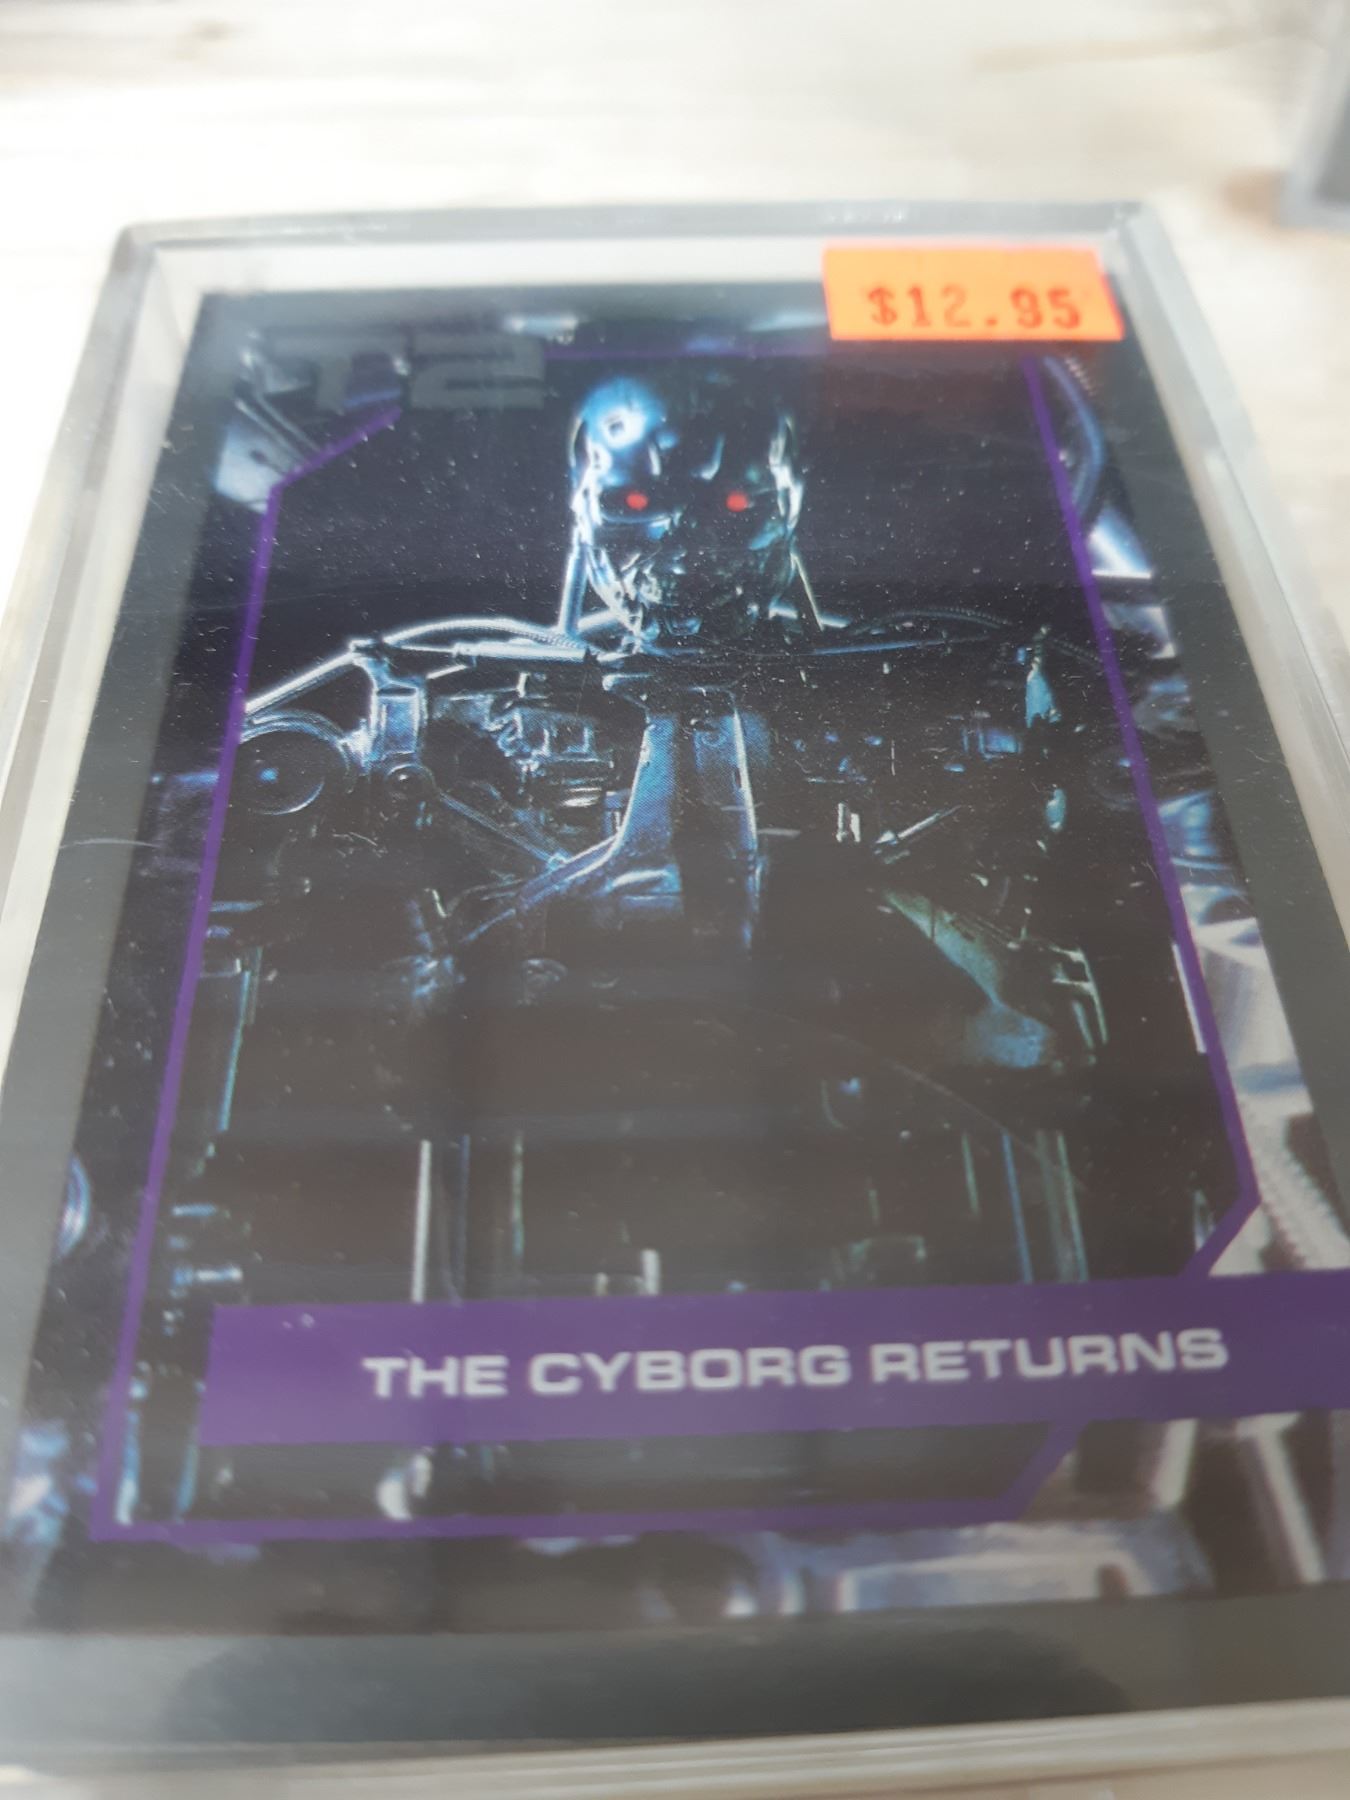 $12.95
T2
THE CYBORG RETURNS